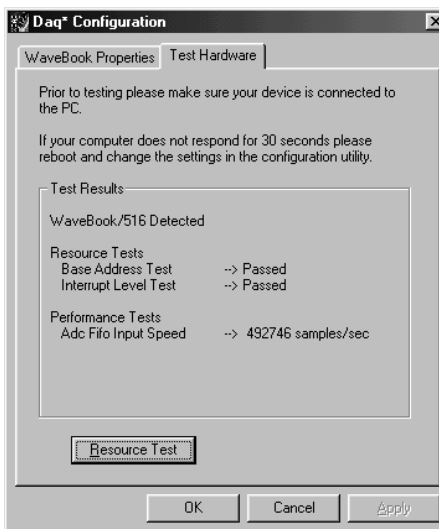 Daq* Configuration
WaveBook Properties
Test Hardware
Prior to testing please make sure your device is connected to
the PC.
If your computer does not respond for 30 seconds please
reboot and change the settings in the configuration utility.
Test Results
WaveBook/516 Detected
Resource Tests
Base Address Test --> Passed
Interrupt Level Test --> Passed
Performance Tests
Adc Fifo Input Speed --> 492746 samples/sec
Resource Test
OK
Cancel
Apply